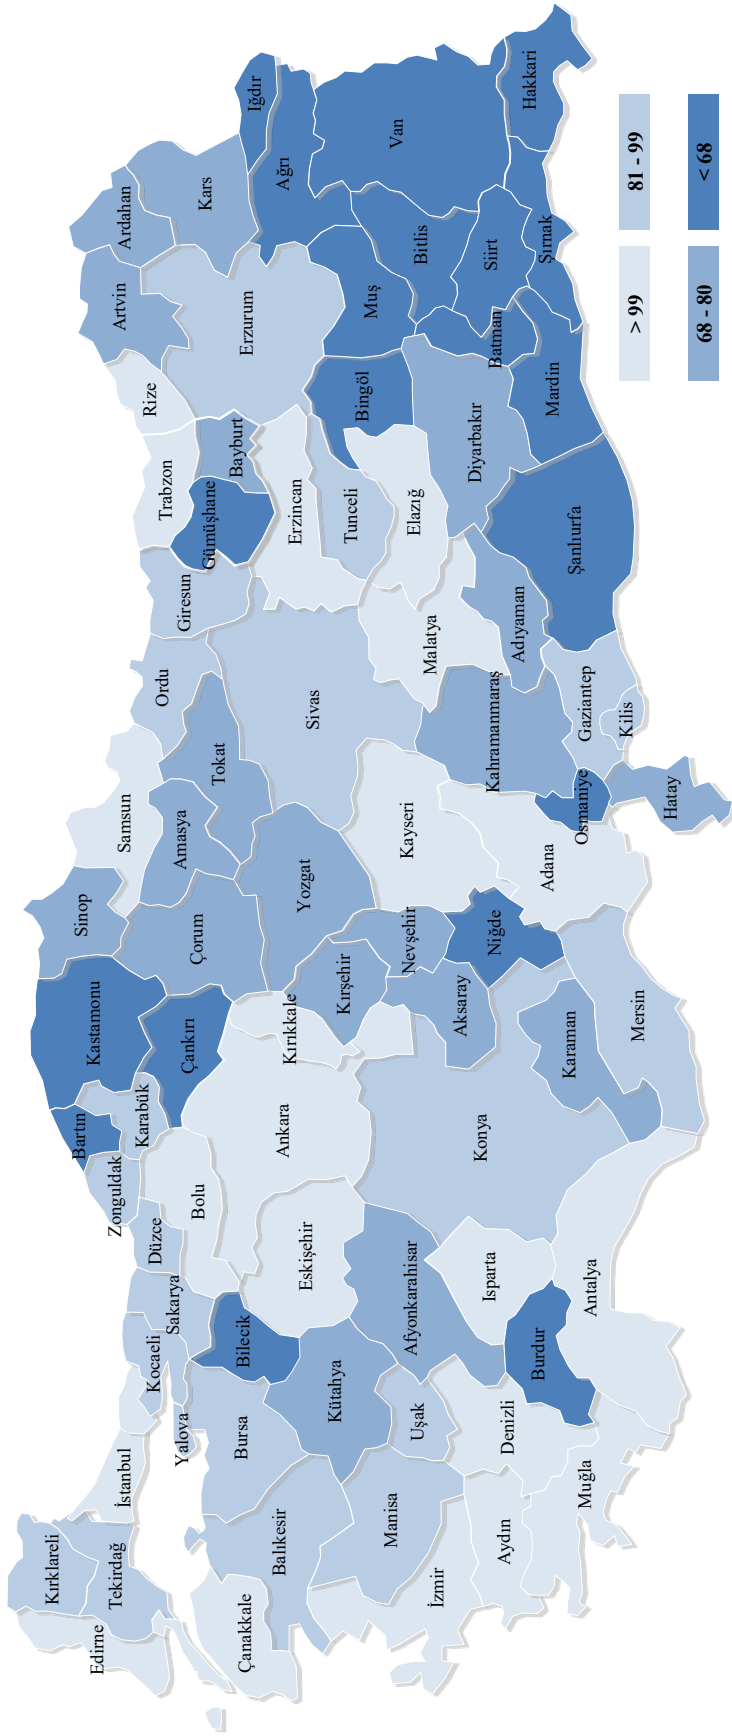 Kırklareli
Edirne
Tekirdağ
İstanbul
Kocaeli
Yalova
Sakarya
Düzce
Zonguldak
Bartın
Karabük
Kastamonu
Sinop
Samsun
Ordu
Giresun
Trabzon
Rize
Artvin
Ardahan
Çanakkale
Balıkesir
Bursa
Bilecik
Bolu
Çankırı
Çorum
Amasya
Tokat
Gümüşhane
Bayburt
Erzurum
Kars
Iğdır
Ağrı
Kütahya
Eskişehir
Ankara
Kırıkkale
Kırşehir
Yozgat
Sivas
Erzincan
Tunceli
Bingöl
Muş
Van
İzmir
Manisa
Uşak
Afyonkarahisar
Nevşehir
Kayseri
Malatya
Elazığ
Diyarbakır
Batman
Bitlis
Siirt
Aydın
Denizli
Isparta
Konya
Aksaray
Niğde
Kahramanmaraş
Adıyaman
Mardin
Şırnak
Hakkari
Muğla
Burdur
Antalya
Karaman
Mersin
Adana
Osmaniye
Gaziantep
Kilis
Şanlıurfa
Hatay
> 99
81 - 99
68 - 80
< 68